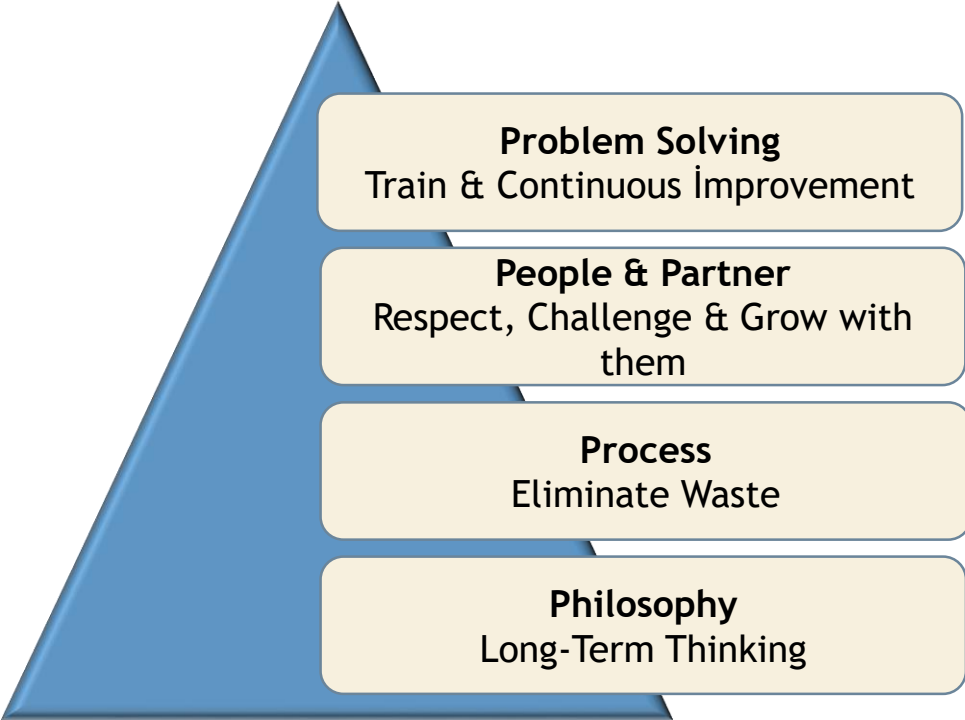 Problem Solving
Train & Continuous İmprovement
People & Partner
Respect, Challenge & Grow with
them
Process
Eliminate Waste
Philosophy
Long-Term Thinking